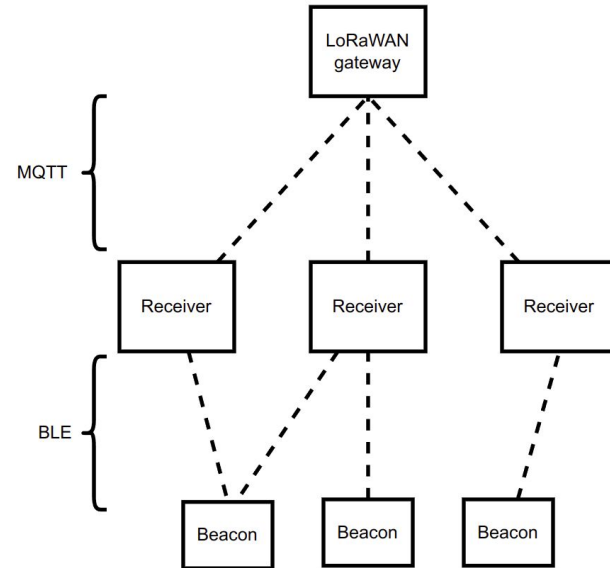 LoRaWAN
gateway
MQTT
Receiver
Receiver
Receiver
BLE
Beacon
Beacon
Beacon